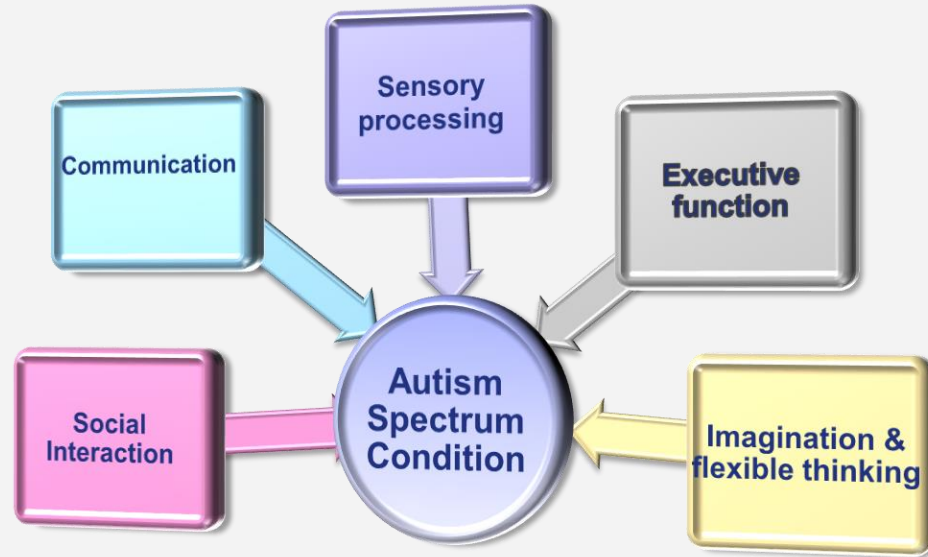 Sensory
processing
Communication
Executive
function
Social
Interaction
Autism
Spectrum
Condition
Imagination &
flexible thinking